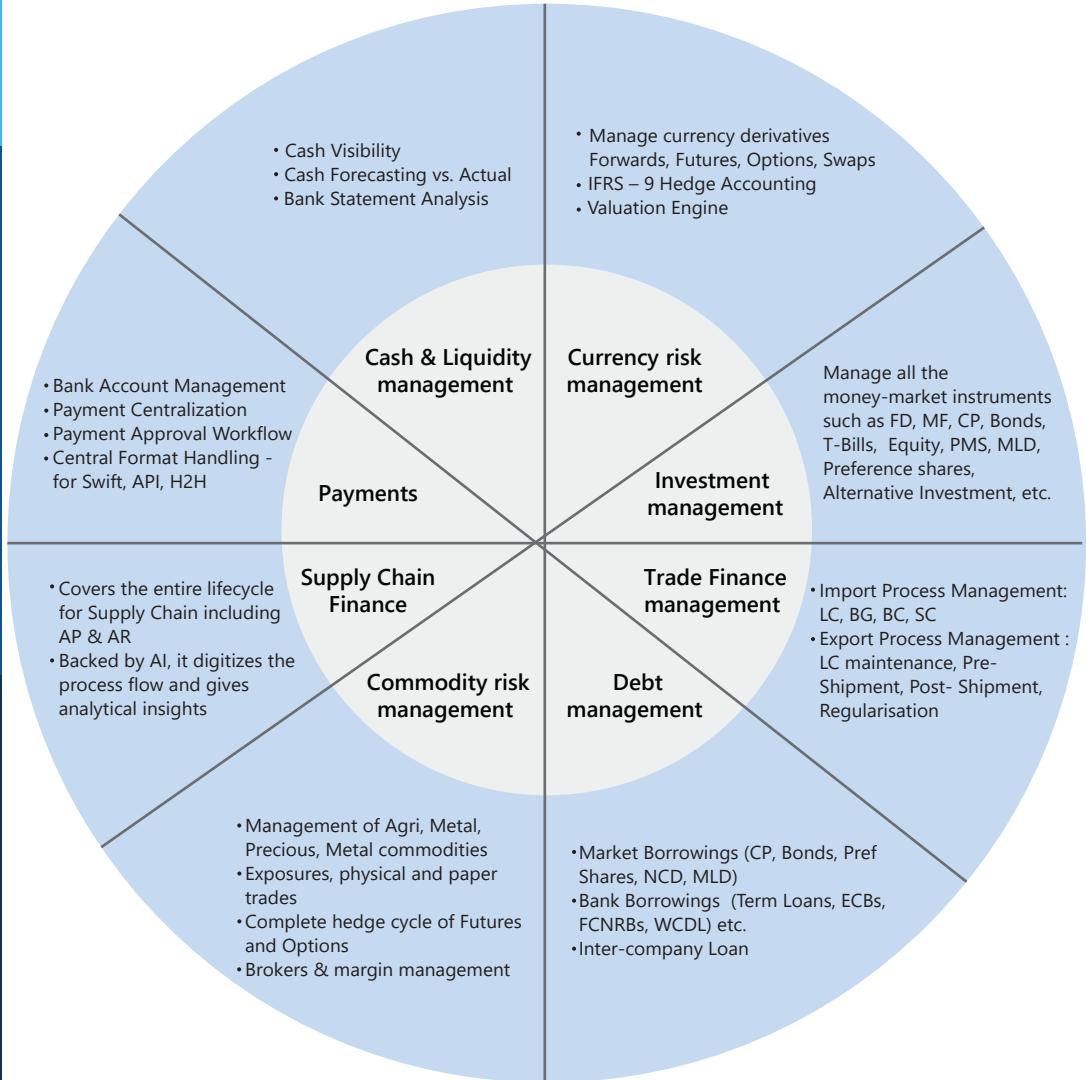 • Cash Visibility
• Cash Forecasting vs. Actual
• Bank Statement Analysis
• Manage currency derivatives
Forwards, Futures, Options, Swaps
• IFRS – 9 Hedge Accounting
• Valuation Engine
Cash & Liquidity
management
Currency risk
management
• Bank Account Management
• Payment Centralization
• Payment Approval Workflow
• Central Format Handling -
for Swift, API, H2H
Payments
Investment
management
Manage all the
money-market instruments
such as FD, MF, CP, Bonds,
T-Bills, Equity, PMS, MLD,
Preference shares,
Alternative Investment, etc.
• Covers the entire lifecycle
for Supply Chain including
AP & AR
• Backed by AI, it digitizes the
process flow and gives
analytical insights
Supply Chain
Finance
Trade Finance
management
• Import Process Management:
LC, BG, BC, SC
• Export Process Management :
LC maintenance, Pre-
Shipment, Post- Shipment,
Regularisation
Commodity risk
management
Debt
management
• Management of Agri, Metal,
Precious, Metal commodities
• Exposures, physical and paper
trades
• Complete hedge cycle of Futures
and Options
• Brokers & margin management
• Market Borrowings (CP, Bonds, Pref
Shares, NCD, MLD)
• Bank Borrowings (Term Loans, ECBs,
FCNRBs, WCDL) etc.
• Inter-company Loan